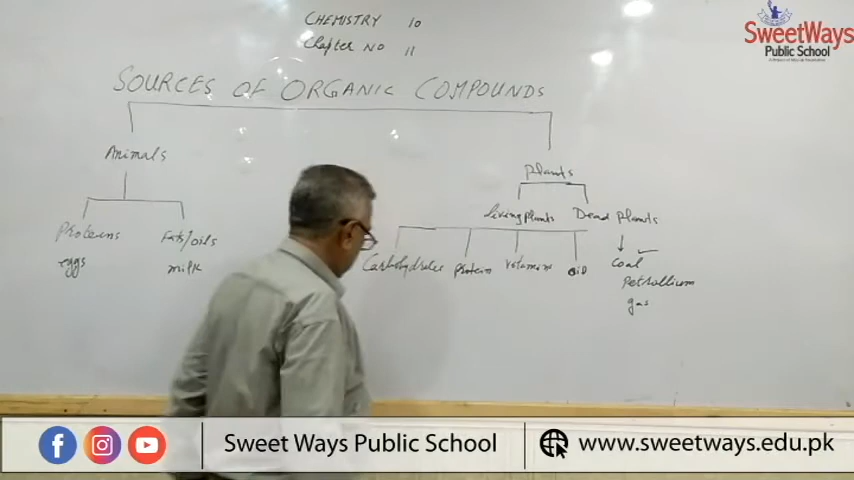 CHEMISTRY 10
Chapter NO 11
SOURCES OF ORGANIC COMPOUNDS
Animals
Plants
Proteins
Fats/oils
eggs
milk
living plants
Dead plants
Carbohydrates
protein
vitamins
oil
Coal
Petrollium
gas
SweetWays
Public School
Sweet Ways Public School
www.sweetways.edu.pk